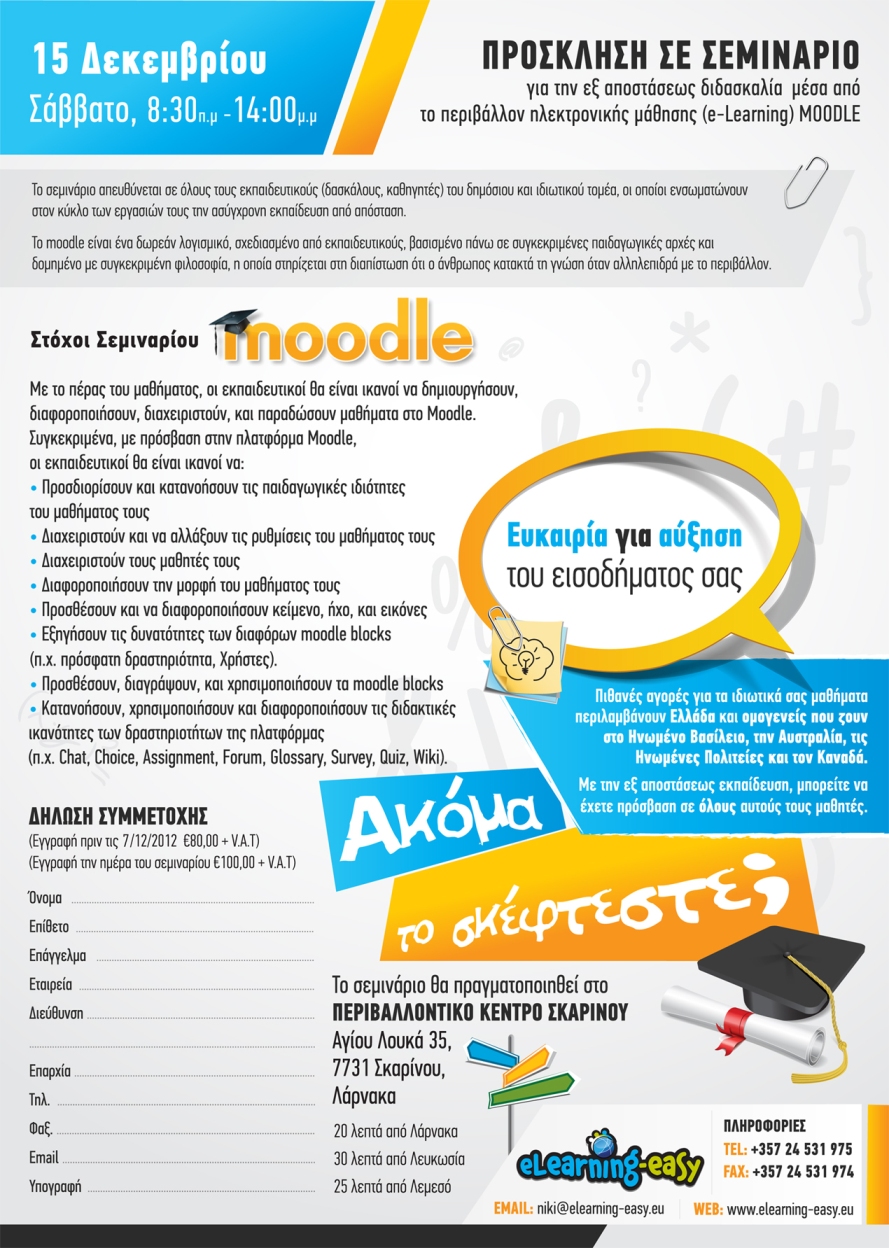 15 Δεκεμβρίου
Σάββατο, 8:30π.μ - 14:00μ.μ
ΠΡΟΣΚΛΗΣΗ ΣΕ ΣΕΜΙΝΑΡΙΟ
για την εξ αποστάσεως διδασκαλία μέσα από
το περιβάλλον ηλεκτρονικής μάθησης (e-Learning) MOODLE
Το σεμινάριο απευθύνεται σε όλους τους εκπαιδευτικούς (δασκάλους, καθηγητές) του δημόσιου και ιδιωτικού τομέα, οι οποίοι ενσωματώνουν
στον κύκλο των εργασιών τους την ασύγχρονη εκπαίδευση από απόσταση.
Το moodle είναι ένα δωρεάν λογισμικό, σχεδιασμένο από εκπαιδευτικούς, βασισμένο πάνω σε συγκεκριμένες παιδαγωγικές αρχές και
δομημένο με συγκεκριμένη φιλοσοφία, η οποία στηρίζεται στη διαπίστωση ότι ο άνθρωπος κατακτά τη γνώση όταν αλληλεπιδρά με το περιβάλλον.
Στόχοι Σεμιναρίου
moodle
Με το πέρας του μαθήματος, οι εκπαιδευτικοί θα είναι ικανοί να δημιουργήσουν,
διαφοροποιήσουν, διαχειριστούν, και παραδώσουν μαθήματα στο Moodle.
Συγκεκριμένα, με πρόσβαση στην πλατφόρμα Moodle,
οι εκπαιδευτικοί θα είναι ικανοί να:
• Προσδιορίσουν και κατανοήσουν τις παιδαγωγικές ιδιότητες
του μαθήματος τους
• Διαχειριστούν και να αλλάξουν τις ρυθμίσεις του μαθήματος τους
• Διαχειριστούν τους μαθητές τους
• Διαφοροποιήσουν την μορφή του μαθήματος τους
• Προσθέσουν και να διαφοροποιήσουν κείμενο, ήχο, και εικόνες
• Εξηγήσουν τις δυνατότητες των διαφόρων moodle blocks
(π.χ. πρόσφατη δραστηριότητα, Χρήστες).
• Προσθέσουν, διαγράψουν, και χρησιμοποιήσουν τα moodle blocks
• Κατανοήσουν, χρησιμοποιήσουν και διαφοροποιήσουν τις διδακτικές
ικανότητες των δραστηριοτήτων της πλατφόρμας
(π.χ. Chat, Choice, Assignment, Forum, Glossary, Survey, Quiz, Wiki).
Ευκαιρία για αύξηση
του εισοδήματος σας
Πιθανές αγορές για τα ιδιωτικά σας μαθήματα
περιλαμβάνουν Ελλάδα και ομογενείς που ζουν
στο Ηνωμένο Βασίλειο, την Αυστραλία, τις
Ηνωμένες Πολιτείες και τον Καναδά.
Με την εξ αποστάσεως εκπαίδευση, μπορείτε να
έχετε πρόσβαση σε όλους αυτούς τους μαθητές.
Ακόμα
το σκέφτεστε;
ΔΗΛΩΣΗ ΣΥΜΜΕΤΟΧΗΣ
(Εγγραφή πριν τις 7/12/2012 €80,00 + V.A.T)
(Εγγραφή την ημέρα του σεμιναρίου €100,00 + V.A.T)
Όνομα
Επίθετο
Επάγγελμα
Εταιρεία
Διεύθυνση
Επαρχία
Τηλ.
Φαξ.
Email
Υπογραφή
Το σεμινάριο θα πραγματοποιηθεί στο
ΠΕΡΙΒΑΛΛΟΝΤΙΚΟ ΚΕΝΤΡΟ ΣΚΑΡΙΝΟΥ
Αγίου Λουκά 35,
7731 Σκαρίνου,
Λάρνακα
20 λεπτά από Λάρνακα
30 λεπτά από Λευκωσία
25 λεπτά από Λεμεσό
eLearning-easy
ΠΛΗΡΟΦΟΡΙΕΣ
TEL: +357 24 531 975
FAX: +357 24 531 974
EMAIL: niki@elearning-easy.eu
WEB: www.elearning-easy.eu